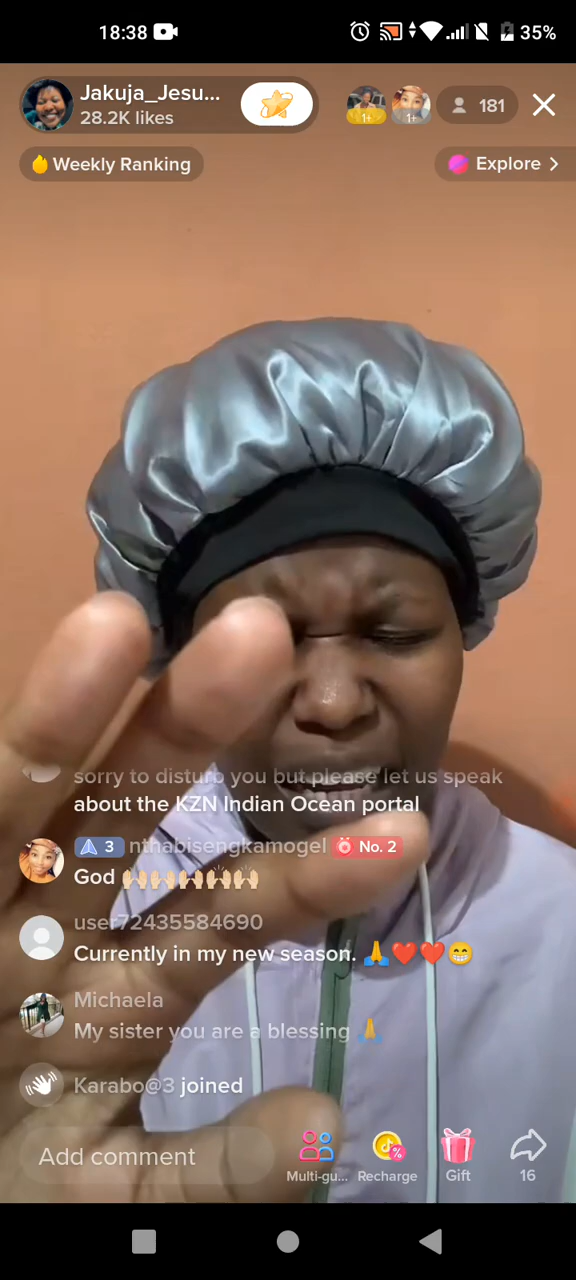 18:38
35%
Jakuja_Jesu...
28.2K likes
1+
1+
181
Weekly Ranking
Explore >
sorry to disturb you but please let us speak
about the KZN Indian Ocean portal
3 nthabisengkamogel No. 2
God 🙌🏼🙌🏼🙌🏼🙌🏼🙌🏼
user72435584690
Currently in my new season. 🙏❤️❤️😁
Michaela
My sister you are a blessing 🙏
Karabo@3 joined
Add comment
Multi-gu...
Recharge
Gift
16